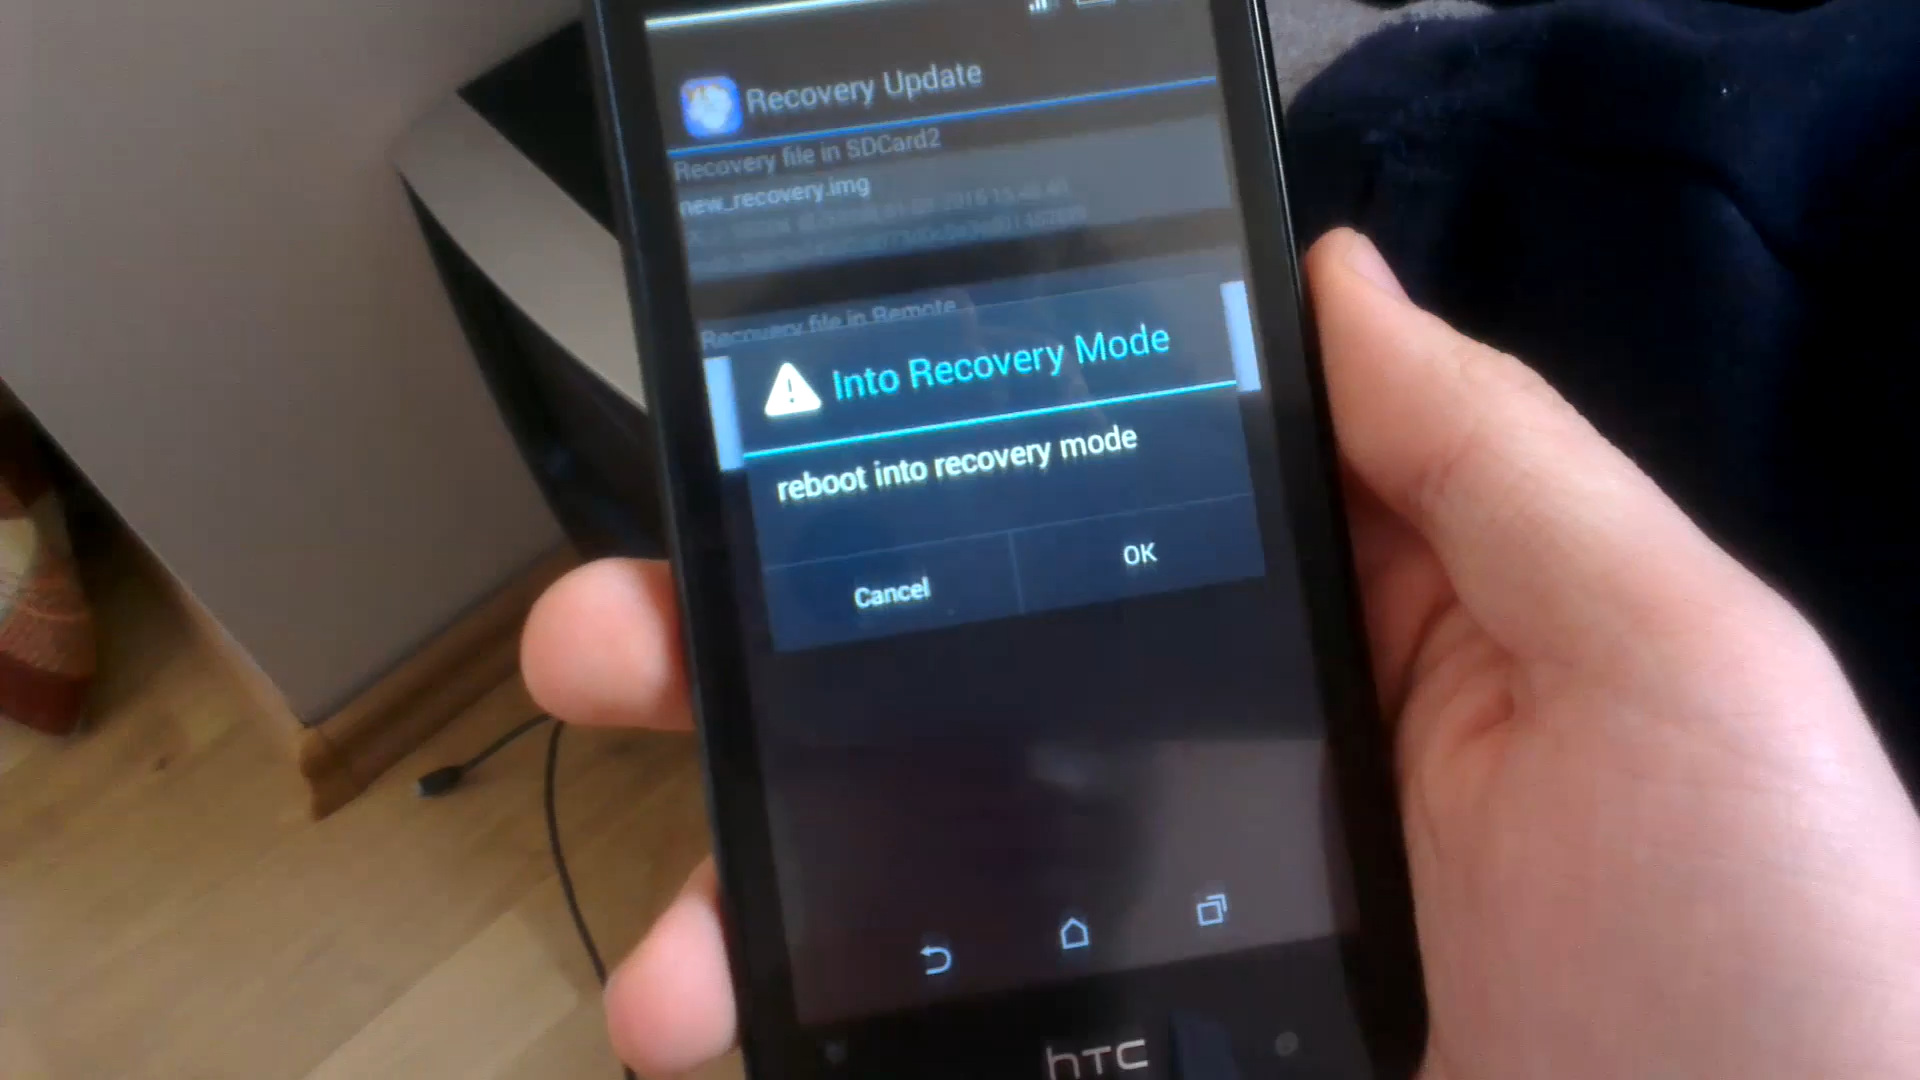 Recovery Update
Recovery file in SDCard2
new_recovery.img
Recovery file in Remote
Into Recovery Mode
reboot into recovery mode
Cancel
OK
hTC